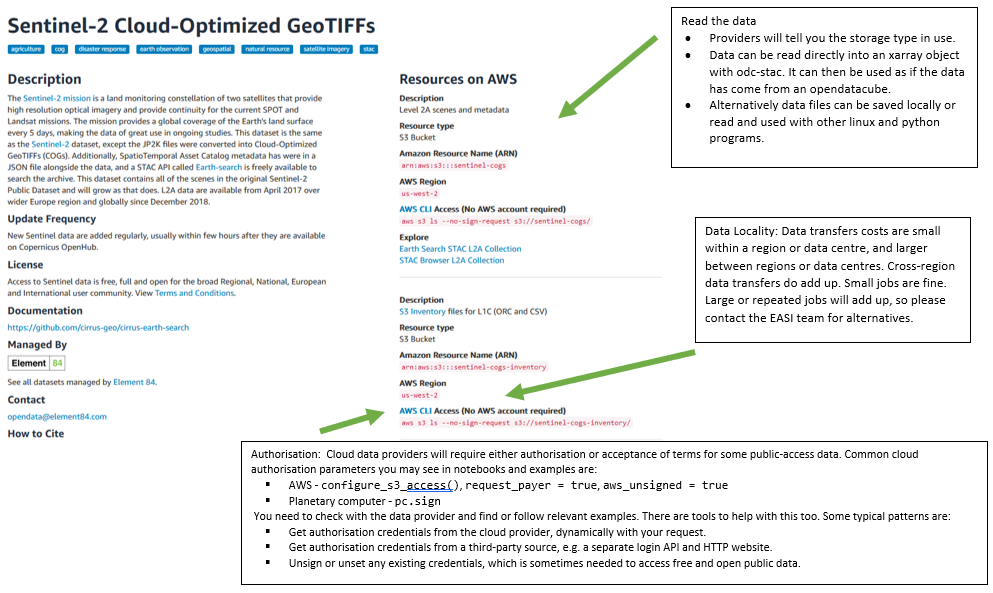 Sentinel-2 Cloud-Optimized GeoTIFFs
agriculture cog disaster response earth observation geospatial natural resource satellite imagery stac
Description
The Sentinel-2 mission is a land monitoring constellation of two satellites that provide
high resolution optical imagery and provide continuity for the current SPOT and
Landsat missions. The mission provides a global coverage of the Earth's land surface
every 5 days, making the data of great use in ongoing studies. This dataset is the same
as the Sentinel-2 dataset, except the JP2K files were converted into Cloud-Optimized
GeoTIFFs (COGs). Additionally, SpatioTemporal Asset Catalog metadata has were in a
JSON file alongside the data, and a STAC API called Earth-search is freely available to
search the archive. This dataset contains all of the scenes in the original Sentinel-2
Public Dataset and will grow as that does. L2A data are available from April 2017 over
wider Europe region and globally since December 2018.
Update Frequency
New Sentinel data are added regularly, usually within few hours after they are available
on Copernicus OpenHub.
License
Access to Sentinel data is free, full and open for the broad Regional, National, European
and International user community. View Terms and Conditions.
Documentation
https://github.com/cirrus-geo/cirrus-earth-search
Managed By
Element 84
See all datasets managed by Element 84.
Contact
opendata@element84.com
How to Cite
Resources on AWS
Description
Level 2A scenes and metadata
Resource type
S3 Bucket
Amazon Resource Name (ARN)
arn:aws:s3:::sentinel-cogs
AWS Region
us-west-2
AWS CLI Access (No AWS account required)
aws s3 ls --no-sign-request s3://sentinel-cogs/
Explore
Earth Search STAC L2A Collection
STAC Browser L2A Collection
Description
S3 Inventory files for L1C (ORC and CSV)
Resource type
S3 Bucket
Amazon Resource Name (ARN)
arn:aws:s3:::sentinel-cogs-inventory
AWS Region
us-west-2
AWS CLI Access (No AWS account required)
aws s3 ls --no-sign-request s3://sentinel-cogs-inventory/
Read the data
• Providers will tell you the storage type in use.
• Data can be read directly into an xarray object
with odc-stac. It can then be used as if the data
has come from an opendatacube.
• Alternatively data files can be saved locally or
read and used with other linux and python
programs.
Data Locality: Data transfers costs are small
within a region or data centre, and larger
between regions or data centres. Cross-region
data transfers do add up. Small jobs are fine.
Large or repeated jobs will add up, so please
contact the EASI team for alternatives.
Authorisation: Cloud data providers will require either authorisation or acceptance of terms for some public-access data. Common cloud
authorisation parameters you may see in notebooks and examples are:
▪ AWS - configure_s3_access(), request_payer = true, aws_unsigned = true
▪ Planetary computer - pc.sign
You need to check with the data provider and find or follow relevant examples. There are tools to help with this too. Some typical patterns are:
▪ Get authorisation credentials from the cloud provider, dynamically with your request.
▪ Get authorisation credentials from a third-party source, e.g. a separate login API and HTTP website.
▪ Unsign or unset any existing credentials, which is sometimes needed to access free and open public data.